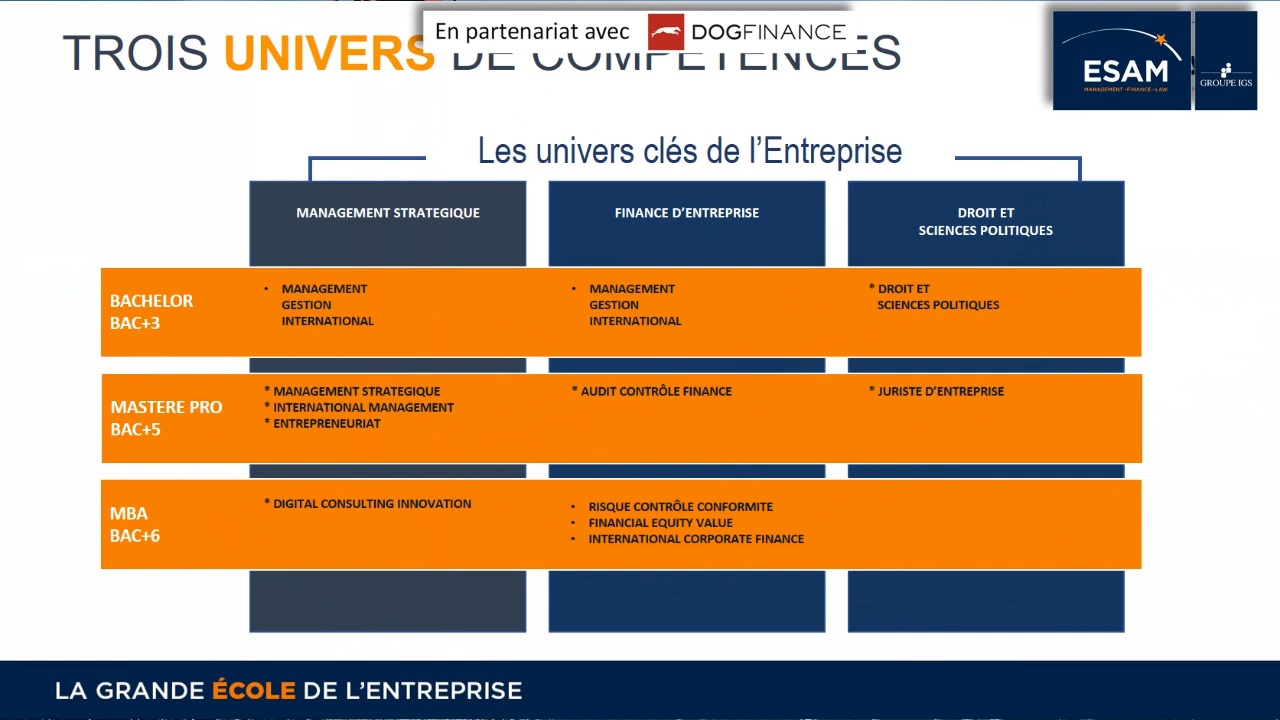 En partenariat avec DOGFINANCE
TROIS UNIVERS DE COMPÉTENCES
ESAM
MANAGEMENT - FINANCE - LAW
GROUPE IGS
Les univers clés de l'Entreprise
MANAGEMENT STRATEGIQUE
FINANCE D'ENTREPRISE
DROIT ET
SCIENCES POLITIQUES
BACHELOR
BAC+3
• MANAGEMENT
GESTION
INTERNATIONAL
• MANAGEMENT
GESTION
INTERNATIONAL
* DROIT ET
SCIENCES POLITIQUES
MASTERE PRO
BAC+5
* MANAGEMENT STRATEGIQUE
* INTERNATIONAL MANAGEMENT
* ENTREPRENEURIAT
* AUDIT CONTRÔLE FINANCE
* JURISTE D'ENTREPRISE
MBA
BAC+6
* DIGITAL CONSULTING INNOVATION
• RISQUE CONTRÔLE CONFORMITE
• FINANCIAL EQUITY VALUE
• INTERNATIONAL CORPORATE FINANCE
LA GRANDE ÉCOLE DE L'ENTREPRISE